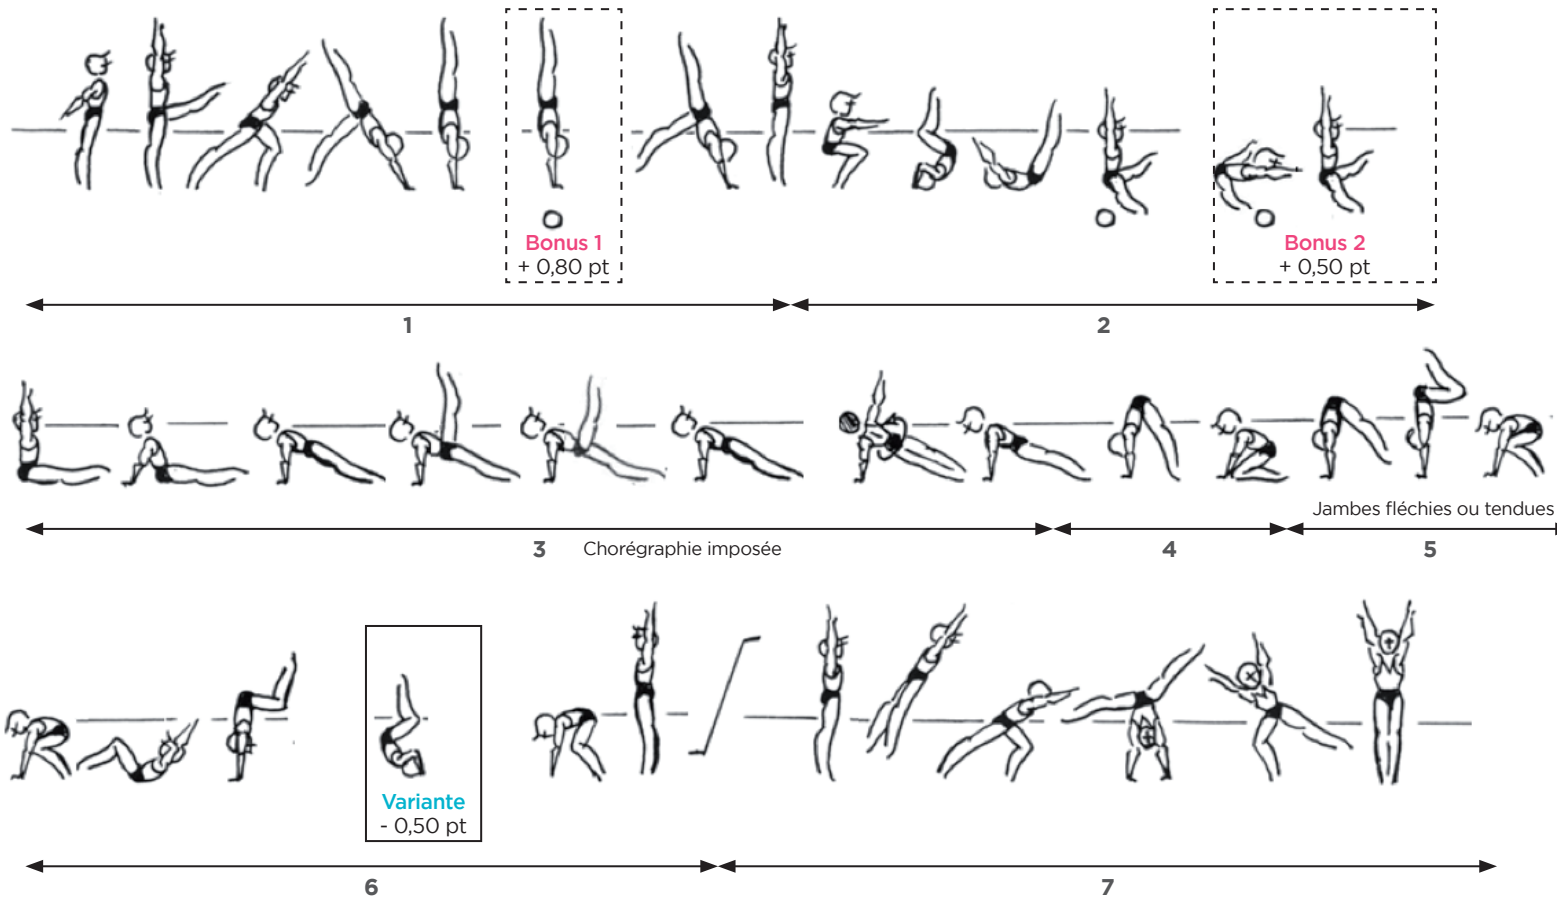 Bonus 1
+ 0,80 pt
Bonus 2
+ 0,50 pt
1
2
Jambes fléchies ou tendues
3 Chorégraphie imposée
4
5
Variante
- 0,50 pt
6
7